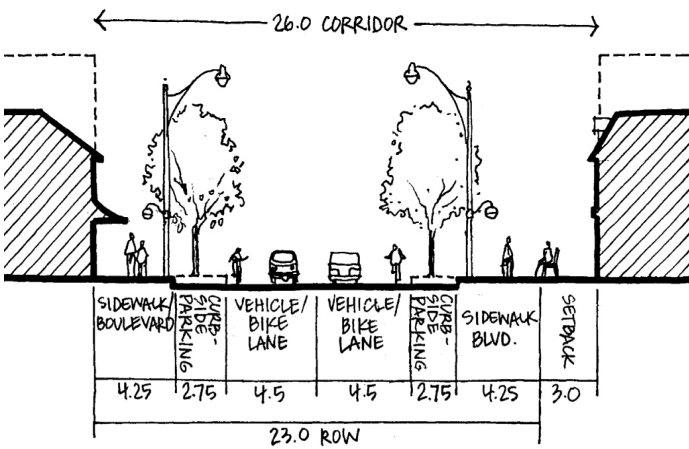 26.0 CORRIDOR
SIDEWALK/
BOULEVARD
CURB-
SIDE
PARKING
VEHICLE/
BIKE
LANE
VEHICLE/
BIKE
LANE
CURB-
SIDE
PARKING
SIDEWALK
BLVD.
SETBACK
4.25 2.75 4.5 4.5 2.75 4.25 3.0
23.0 ROW